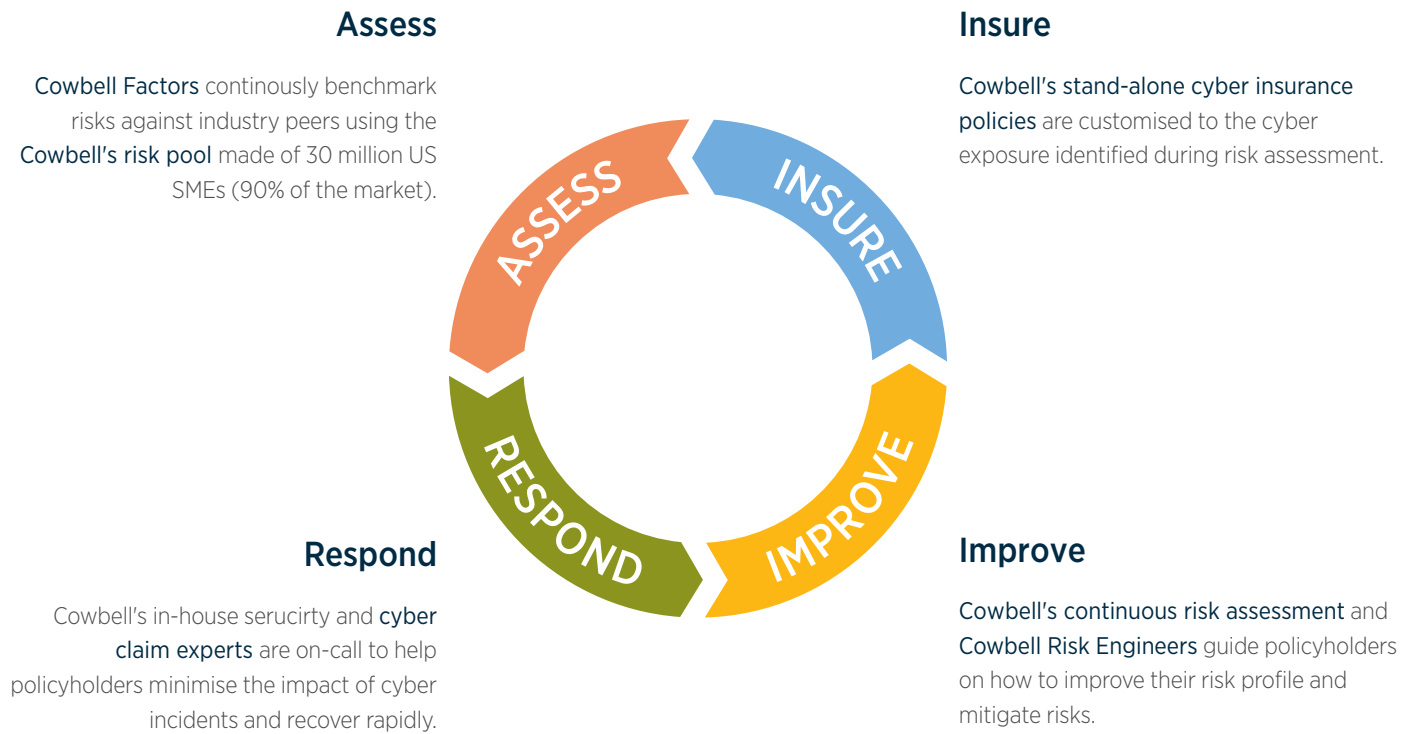 Assess
Cowbell Factors continously benchmark
risks against industry peers using the
Cowbell's risk pool made of 30 million US
SMEs (90% of the market).
Insure
Cowbell's stand-alone cyber insurance
policies are customised to the cyber
exposure identified during risk assessment.
ASSESS
INSURE
RESPOND
IMPROVE
Respond
Cowbell's in-house serucirty and cyber
claim experts are on-call to help
policyholders minimise the impact of cyber
incidents and recover rapidly.
Improve
Cowbell's continuous risk assessment and
Cowbell Risk Engineers guide policyholders
on how to improve their risk profile and
mitigate risks.